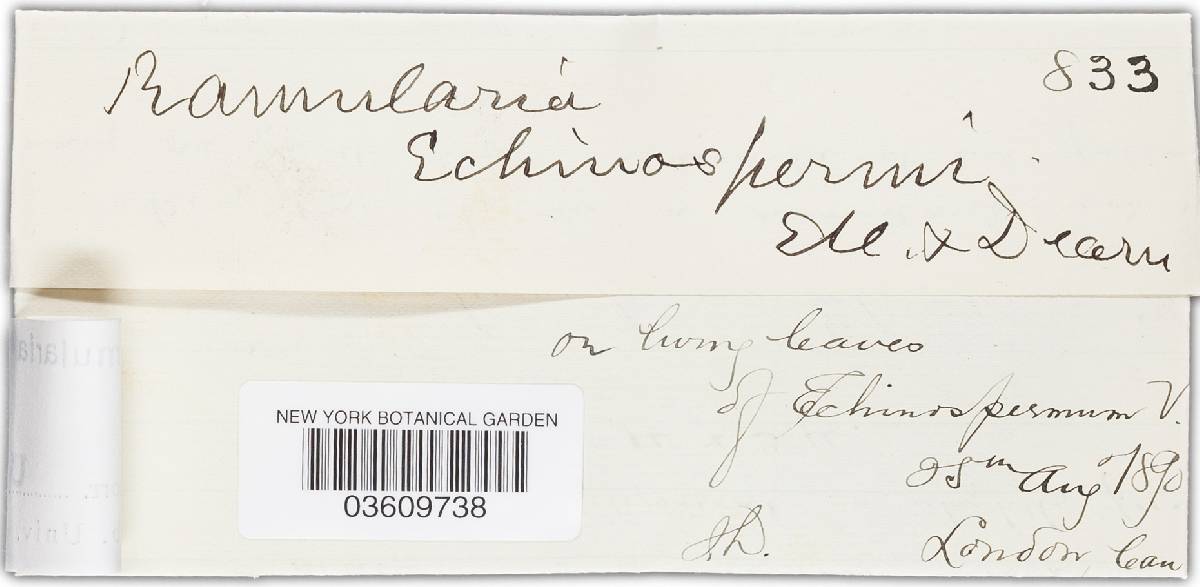 833
Ramularia
Echinospermi
Ell. & Dearn
on living leaves
of Echinospermum V.
25th Aug 1890
London Can
NEW YORK BOTANICAL GARDEN
03609738